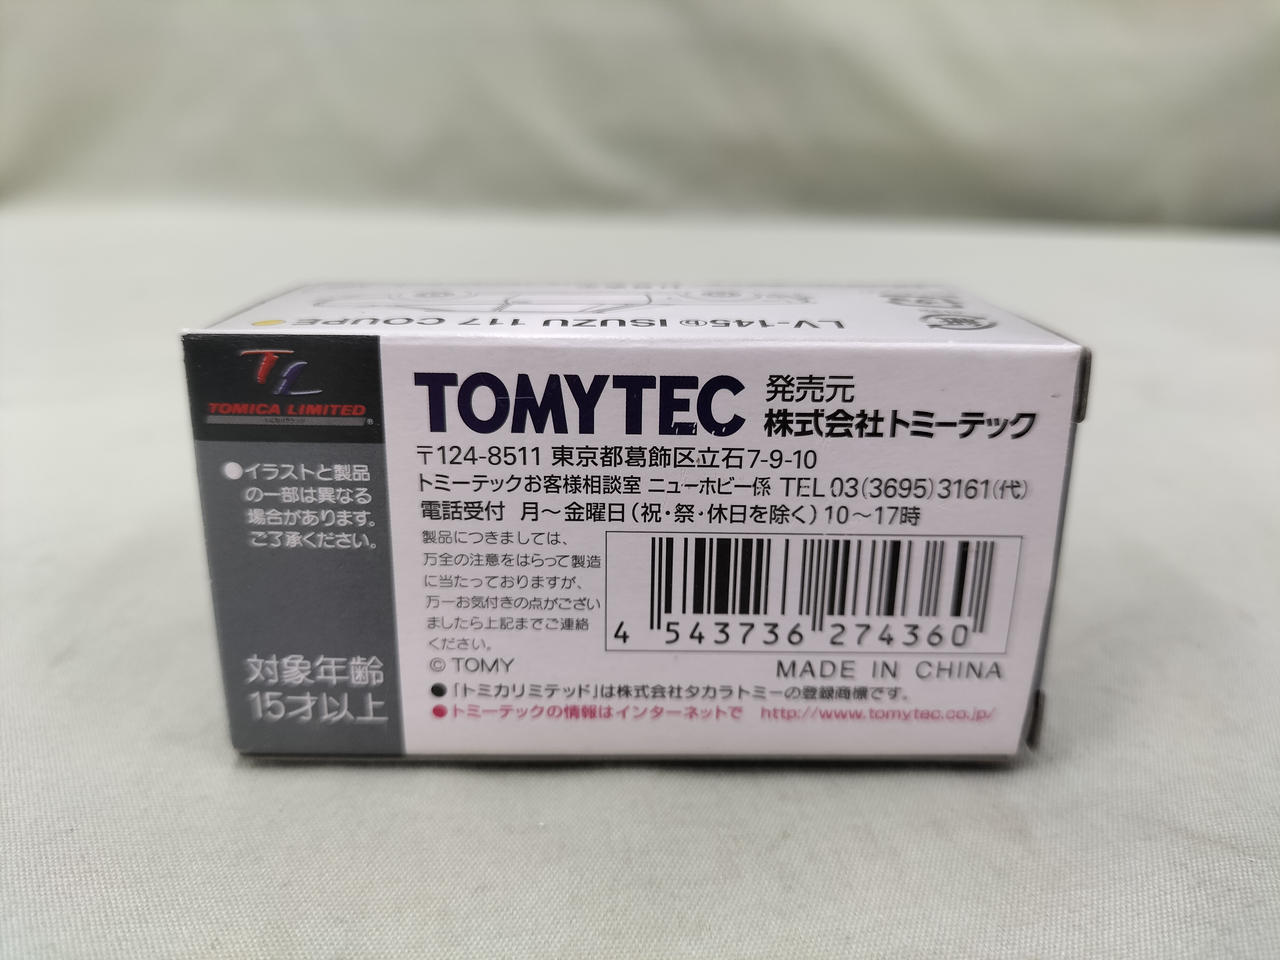 LV-145b ISUZU 117 COUPE
TL
TOMICA LIMITED
®
●イラストと製品
の一部は異なる
場合があります。
ご了承ください。
対象年齢
15才以上
TOMYTEC 発売元
株式会社トミーテック
〒124-8511 東京都葛飾区立石7-9-10
トミーテックお客様相談室 ニューホビー係 TEL 03(3695)3161(代)
電話受付 月～金曜日(祝・祭・休日を除く)10～17時
製品につきましては、
万全の注意をはらって製造
に当たっておりますが、
万一お気付きの点がござい
ましたら上記までご連絡
ください。
4 543736 274360
© TOMY
MADE IN CHINA
●「トミカリミテッド」は株式会社タカラトミーの登録商標です。
●トミーテックの情報はインターネットで http://www.tomytec.co.jp/